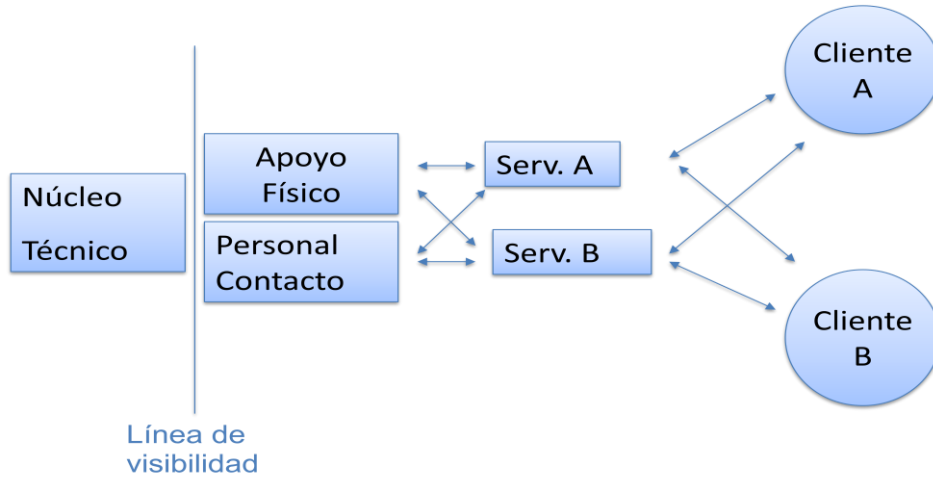 Cliente
A
Apoyo
Físico
Serv. A
Núcleo
Técnico
Personal
Contacto
Serv. B
Cliente
B
Línea de
visibilidad